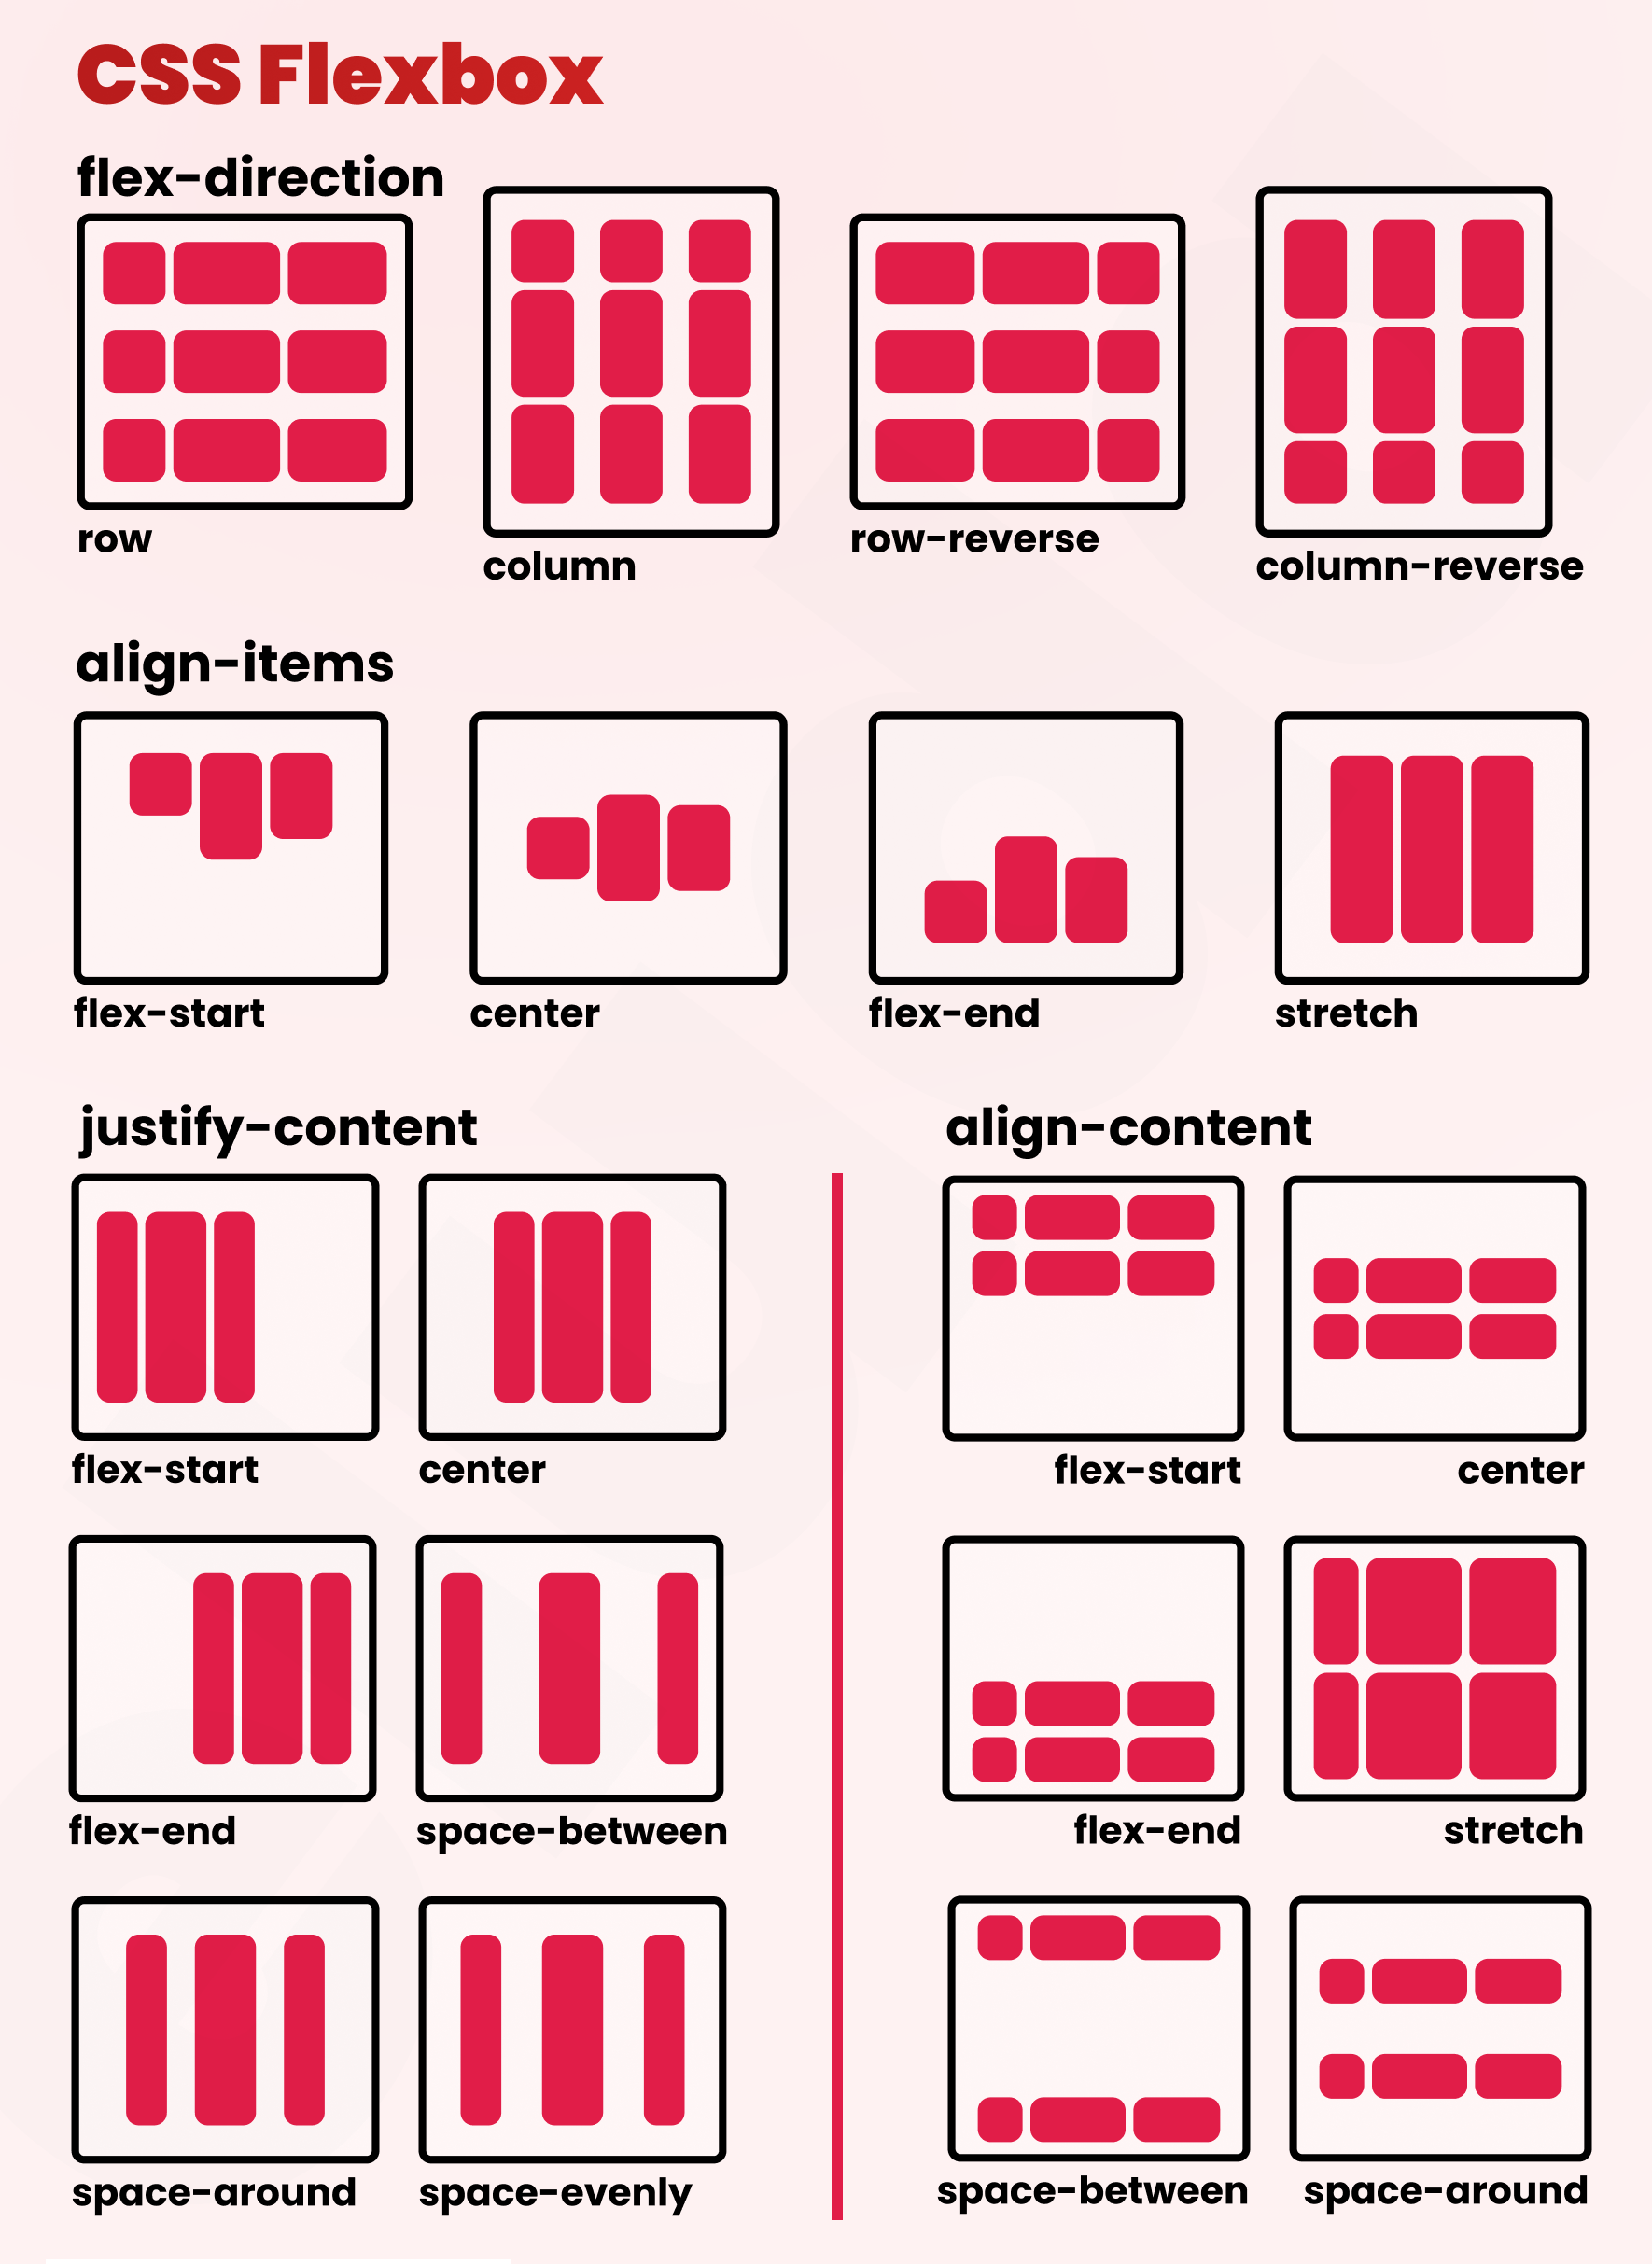 CSS Flexbox
flex-direction
row
column
row-reverse
column-reverse
align-items
flex-start
center
flex-end
stretch
justify-content
flex-start
center
flex-end
space-between
space-around
space-evenly
align-content
flex-start
center
flex-end
stretch
space-between
space-around